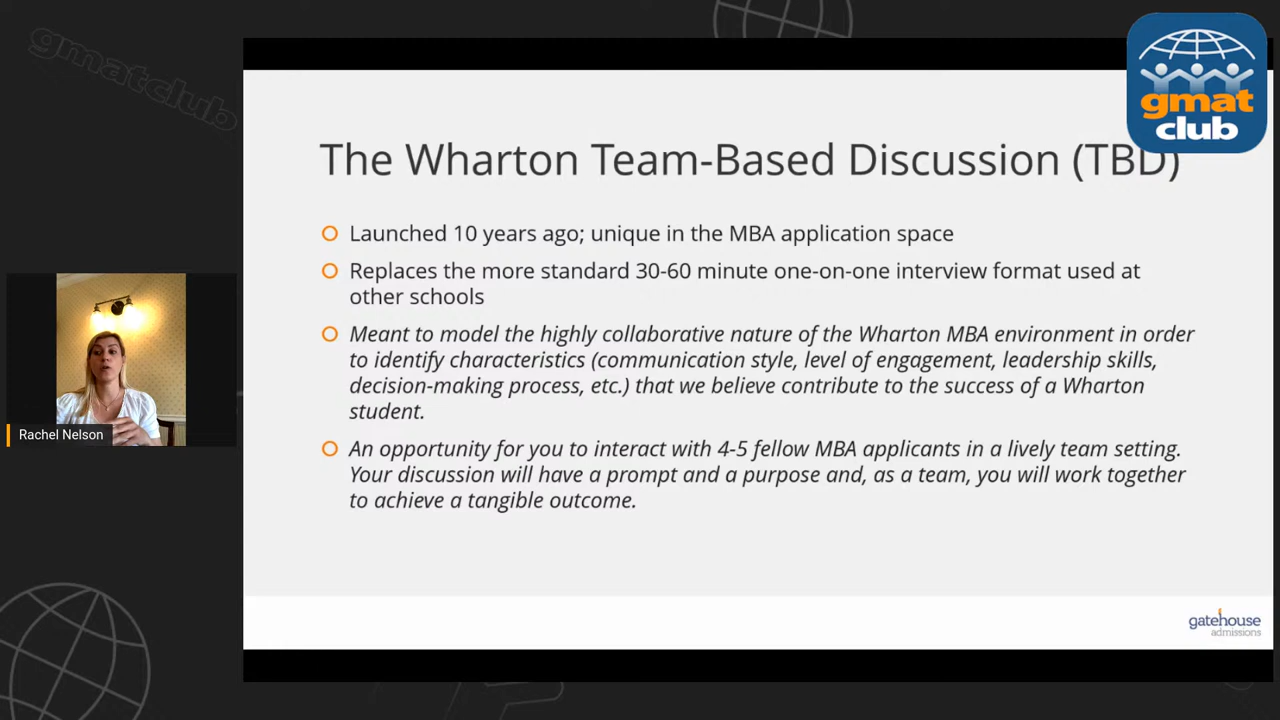 gmatclub
gmat
club
The Wharton Team-Based Discussion (TBD)
Launched 10 years ago; unique in the MBA application space
Replaces the more standard 30-60 minute one-on-one interview format used at
other schools
Meant to model the highly collaborative nature of the Wharton MBA environment in order
to identify characteristics (communication style, level of engagement, leadership skills,
decision-making process, etc.) that we believe contribute to the success of a Wharton
student.
An opportunity for you to interact with 4-5 fellow MBA applicants in a lively team setting.
Your discussion will have a prompt and a purpose and, as a team, you will work together
to achieve a tangible outcome.
Rachel Nelson
gatehouse
admissions